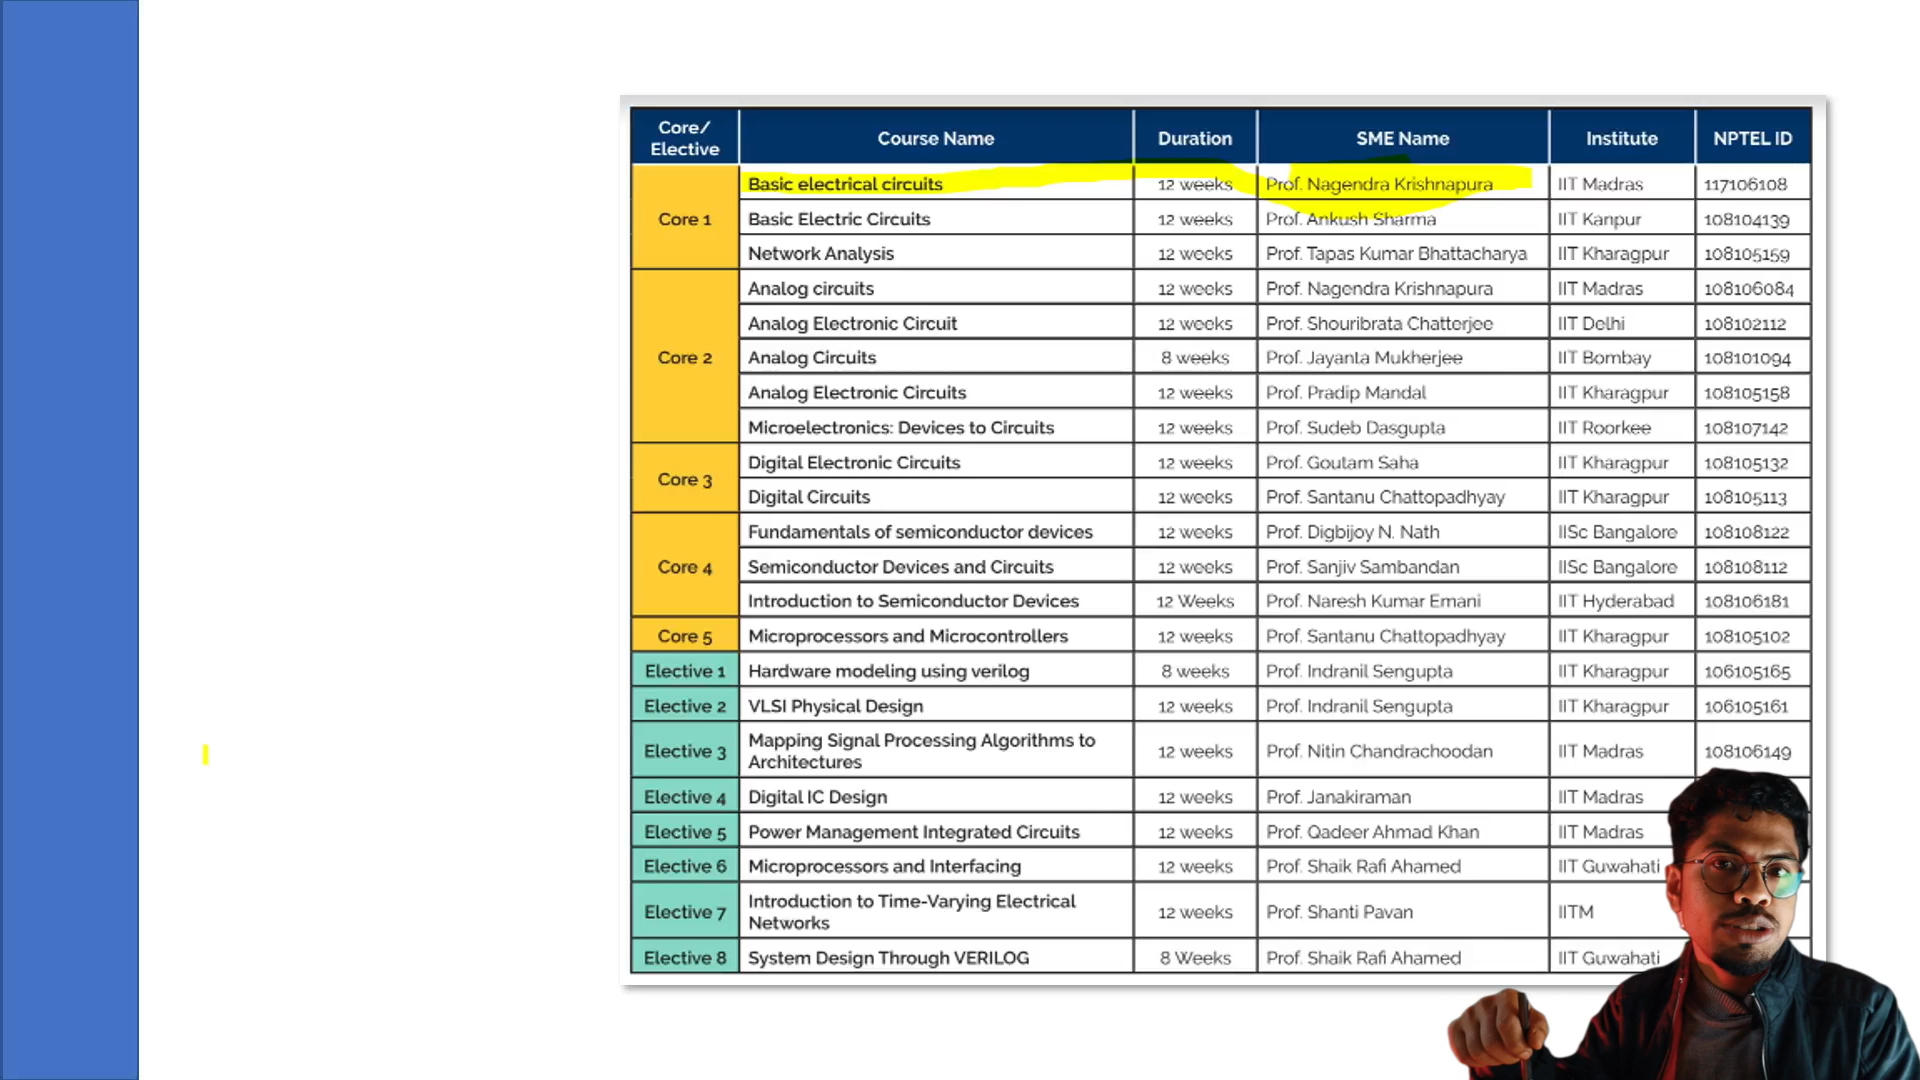 Core/ Elective Course Name Duration SME Name Institute NPTEL ID
Core 1
Basic electrical circuits 12 weeks Prof. Nagendra Krishnapura IIT Madras 117106108
Basic Electric Circuits 12 weeks Prof. Ankush Sharma IIT Kanpur 108104139
Network Analysis 12 weeks Prof. Tapas Kumar Bhattacharya IIT Kharagpur 108105159
Core 2
Analog circuits 12 weeks Prof. Nagendra Krishnapura IIT Madras 108106084
Analog Electronic Circuit 12 weeks Prof. Shouribrata Chatterjee IIT Delhi 108102112
Analog Circuits 8 weeks Prof. Jayanta Mukherjee IIT Bombay 108101094
Analog Electronic Circuits 12 weeks Prof. Pradip Mandal IIT Kharagpur 108105158
Microelectronics: Devices to Circuits 12 weeks Prof. Sudeb Dasgupta IIT Roorkee 108107142
Core 3
Digital Electronic Circuits 12 weeks Prof. Goutam Saha IIT Kharagpur 108105132
Digital Circuits 12 weeks Prof. Santanu Chattopadhyay IIT Kharagpur 108105113
Core 4
Fundamentals of semiconductor devices 12 weeks Prof. Digbijoy N. Nath IISc Bangalore 108108122
Semiconductor Devices and Circuits 12 weeks Prof. Sanjiv Sambandan IISc Bangalore 108108112
Introduction to Semiconductor Devices 12 Weeks Prof. Naresh Kumar Emani IIT Hyderabad 108106181
Core 5 Microprocessors and Microcontrollers 12 weeks Prof. Santanu Chattopadhyay IIT Kharagpur 108105102
Elective 1 Hardware modeling using verilog 8 weeks Prof. Indranil Sengupta IIT Kharagpur 106105165
Elective 2 VLSI Physical Design 12 weeks Prof. Indranil Sengupta IIT Kharagpur 106105161
Elective 3 Mapping Signal Processing Algorithms to
Architectures 12 weeks Prof. Nitin Chandrachoodan IIT Madras 108106149
Elective 4 Digital IC Design 12 weeks Prof. Janakiraman IIT Madras
Elective 5 Power Management Integrated Circuits 12 weeks Prof. Qadeer Ahmad Khan IIT Madras
Elective 6 Microprocessors and Interfacing 12 weeks Prof. Shaik Rafi Ahamed IIT Guwahati
Elective 7 Introduction to Time-Varying Electrical
Networks 12 weeks Prof. Shanti Pavan IITM
Elective 8 System Design Through VERILOG 8 Weeks Prof. Shaik Rafi Ahamed IIT Guwahati